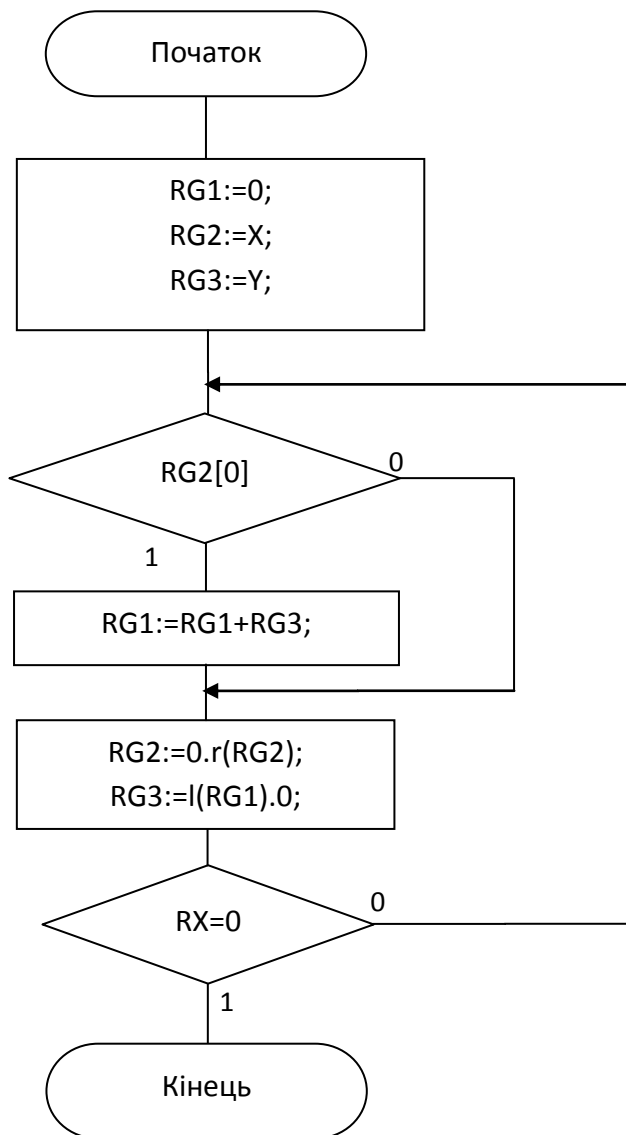 Початок
RG1:=0;
RG2:=X;
RG3:=Y;
RG2[0]
0
1
RG1:=RG1+RG3;
RG2:=0.r(RG2);
RG3:=l(RG1).0;
RX=0
0
1
Кінець